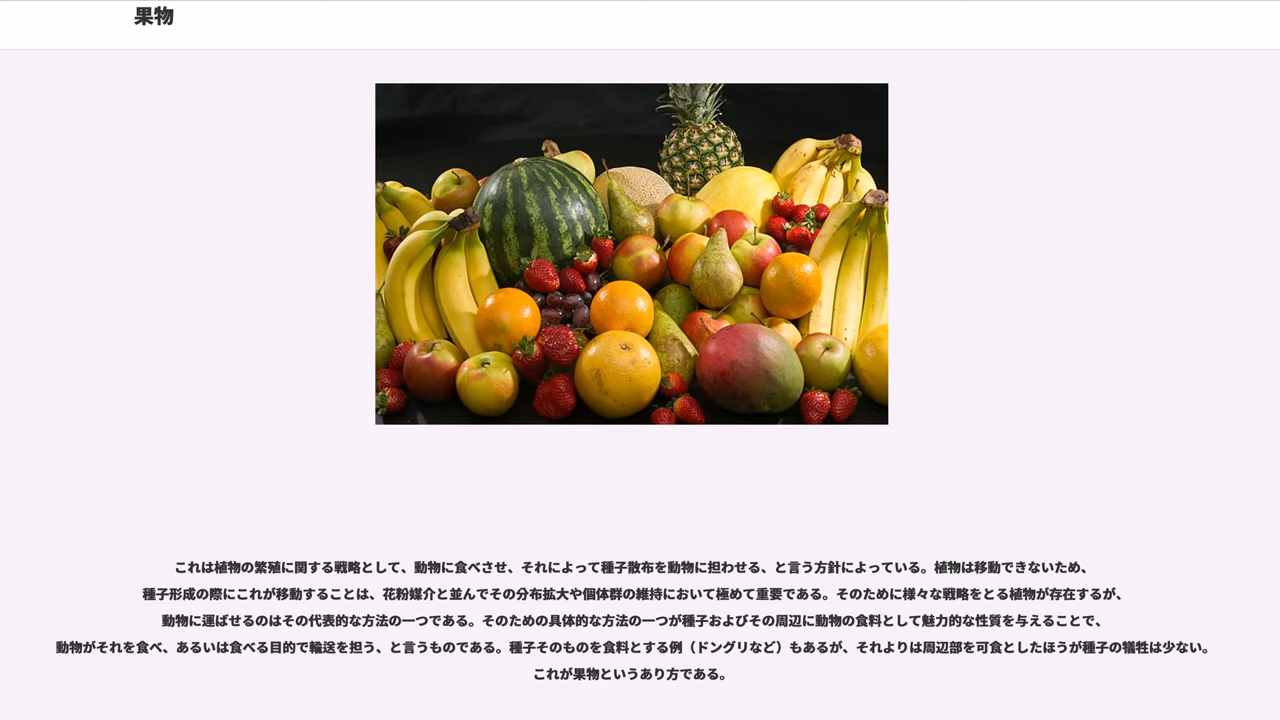 果物
これは植物の繁殖に関する戦略として、動物に食べさせ、それによって種子散布を動物に担わせる、と言う方針によっている。植物は移動できないため、
種子形成の際にこれが移動することは、花粉媒介と並んでその分布拡大や個体群の維持において極めて重要である。そのために様々な戦略をとる植物が存在するが、
動物に運ばせるのはその代表的な方法の一つである。そのための具体的な方法の一つが種子およびその周辺に動物の食料として魅力的な性質を与えることで、
動物がそれを食べ、あるいは食べる目的で輸送を担う、と言うものである。種子そのものを食料とする例（ドングリなど）もあるが、それよりは周辺部を可食としたほうが種子の犠牲は少ない。
これが果物というあり方である。